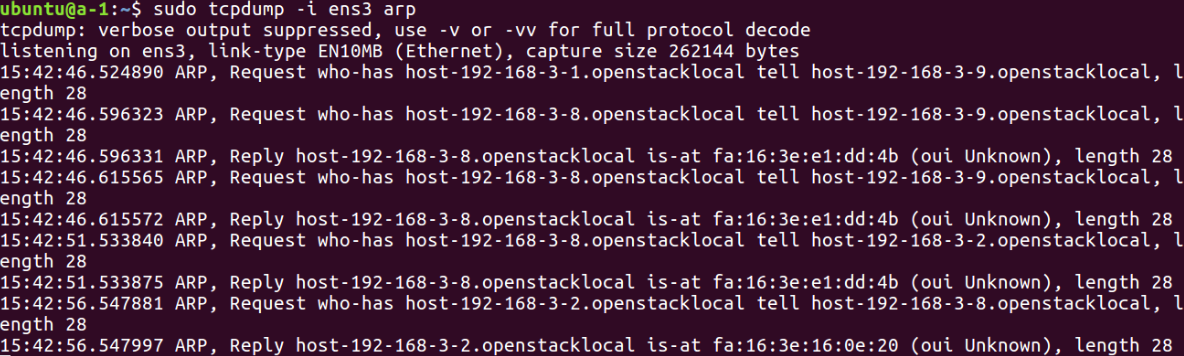 ubuntu@a-1:~$ sudo tcpdump -i ens3 arp
tcpdump: verbose output suppressed, use -v or -vv for full protocol decode
listening on ens3, link-type EN10MB (Ethernet), capture size 262144 bytes
15:42:46.524890 ARP, Request who-has host-192-168-3-1.openstacklocal tell host-192-168-3-9.openstacklocal, l
ength 28
15:42:46.596323 ARP, Request who-has host-192-168-3-8.openstacklocal tell host-192-168-3-9.openstacklocal, l
ength 28
15:42:46.596331 ARP, Reply host-192-168-3-8.openstacklocal is-at fa:16:3e:e1:dd:4b (oui Unknown), length 28
15:42:46.615565 ARP, Request who-has host-192-168-3-8.openstacklocal tell host-192-168-3-9.openstacklocal, l
ength 28
15:42:46.615572 ARP, Reply host-192-168-3-8.openstacklocal is-at fa:16:3e:e1:dd:4b (oui Unknown), length 28
15:42:51.533840 ARP, Request who-has host-192-168-3-8.openstacklocal tell host-192-168-3-2.openstacklocal, l
ength 28
15:42:51.533875 ARP, Reply host-192-168-3-8.openstacklocal is-at fa:16:3e:e1:dd:4b (oui Unknown), length 28
15:42:56.547881 ARP, Request who-has host-192-168-3-2.openstacklocal tell host-192-168-3-8.openstacklocal, l
ength 28
15:42:56.547997 ARP, Reply host-192-168-3-2.openstacklocal is-at fa:16:3e:16:0e:20 (oui Unknown), length 28